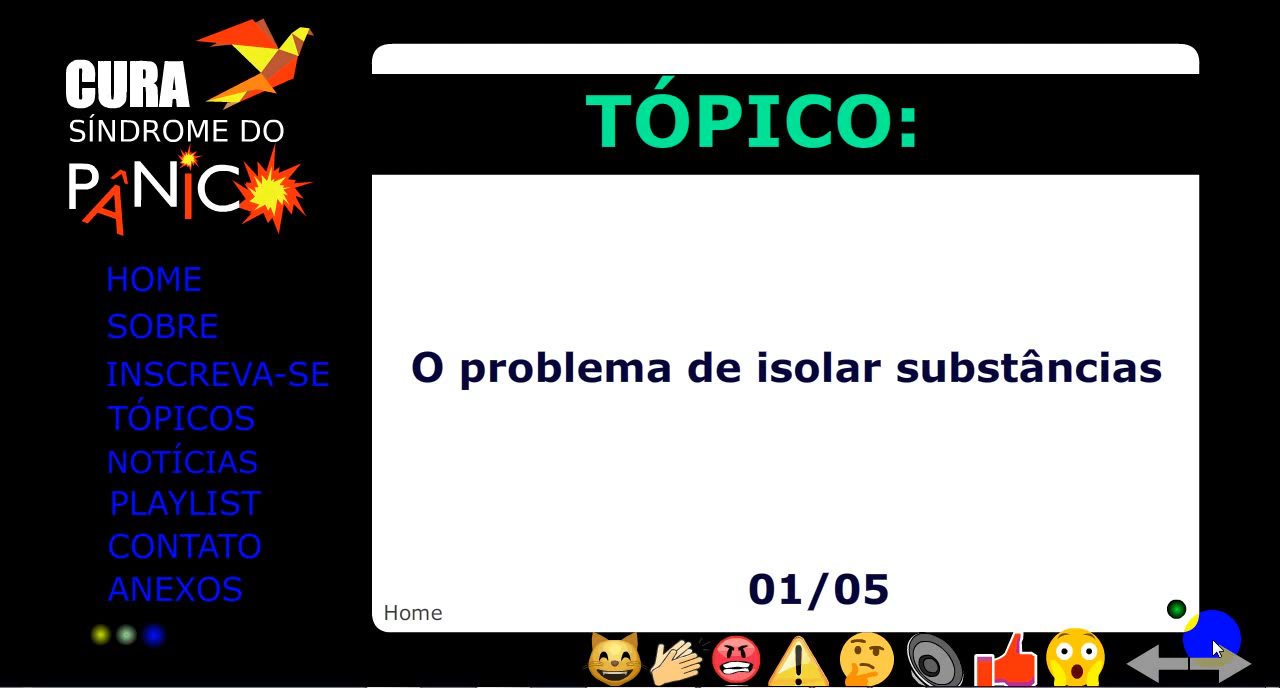 CURA
SÍNDROME DO
PÂNiCO
HOME
SOBRE
INSCREVA-SE
TÓPICOS
NOTÍCIAS
PLAYLIST
CONTATO
ANEXOS
TÓPICO:
O problema de isolar substâncias
01/05
Home